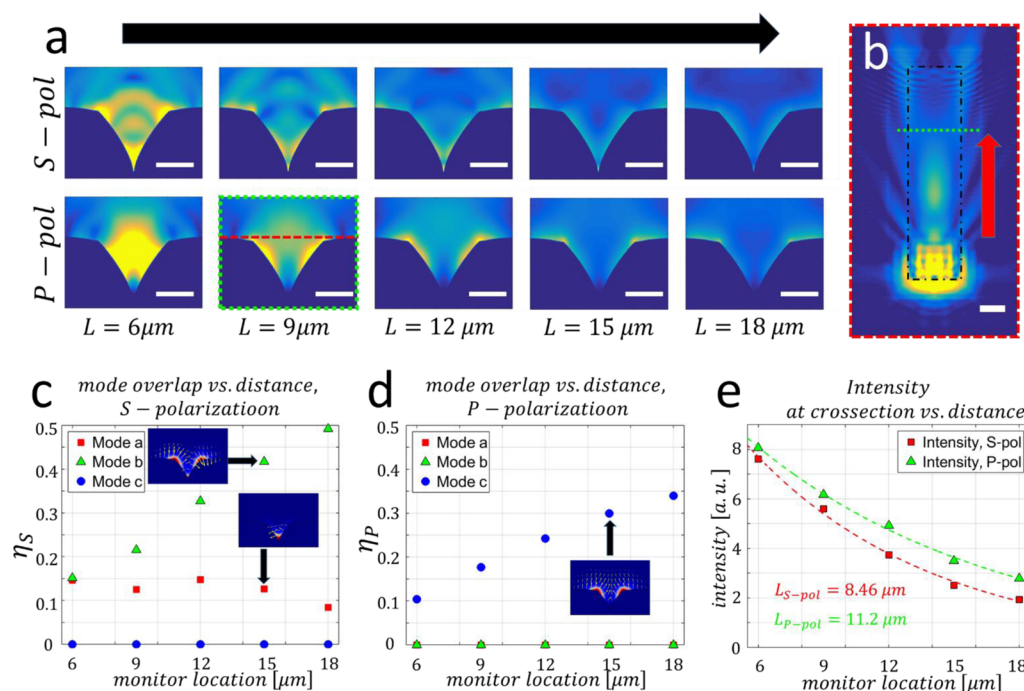 a
S − pol
P − pol
L = 6μm
L = 9μm
L = 12 μm
L = 15 μm
L = 18 μm
b
c
mode overlap vs. distance,
S − polarizatioon
Mode a
Mode b
Mode c
η_S
0.5
0.4
0.3
0.2
0.1
0
6
9
12
15
18
monitor location [μm]
d
mode overlap vs. distance,
P − polarizatioon
Mode a
Mode b
Mode c
η_P
0.5
0.4
0.3
0.2
0.1
0
6
9
12
15
18
monitor location [μm]
e
Intensity
at crossection vs. distance
Intensity, S-pol
Intensity, P-pol
intensity [a. u.]
8
6
4
2
0
L_{S−pol} = 8.46 μm
L_{P−pol} = 11.2 μm
6
9
12
15
18
monitor location [μm]